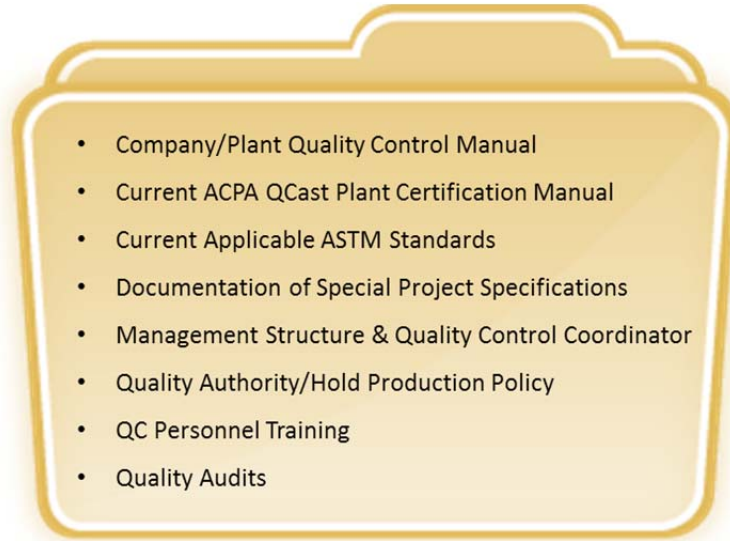 • Company/Plant Quality Control Manual
• Current ACPA QCast Plant Certification Manual
• Current Applicable ASTM Standards
• Documentation of Special Project Specifications
• Management Structure & Quality Control Coordinator
• Quality Authority/Hold Production Policy
• QC Personnel Training
• Quality Audits